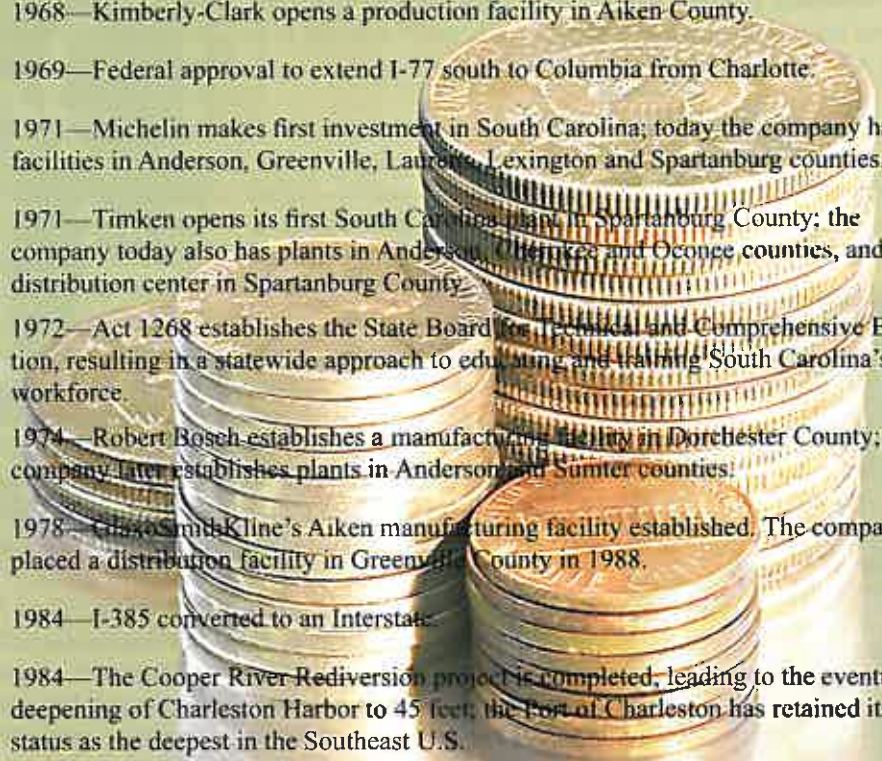 1968—Kimberly-Clark opens a production facility in Aiken County.
1969—Federal approval to extend I-77 south to Columbia from Charlotte.
1971—Michelin makes first investment in South Carolina; today the company h
facilities in Anderson, Greenville, Laurens, Lexington and Spartanburg counties.
1971—Timken opens its first South Carolina plant in Spartanburg County; the
company today also has plants in Anderson, Cherokee and Oconee counties, and
distribution center in Spartanburg County.
1972—Act 1268 establishes the State Board for Technical and Comprehensive E
tion, resulting in a statewide approach to educating and training South Carolina's
workforce.
1974—Robert Bosch establishes a manufacturing facility in Dorchester County;
company later establishes plants in Anderson and Sumter counties.
1978—GlaxoSmithKline's Aiken manufacturing facility established. The compa
placed a distribution facility in Greenville County in 1988.
1984—I-385 converted to an Interstate.
1984—The Cooper River Rediversion project is completed, leading to the event
deepening of Charleston Harbor to 45 feet; the Port of Charleston has retained it
status as the deepest in the Southeast U.S.